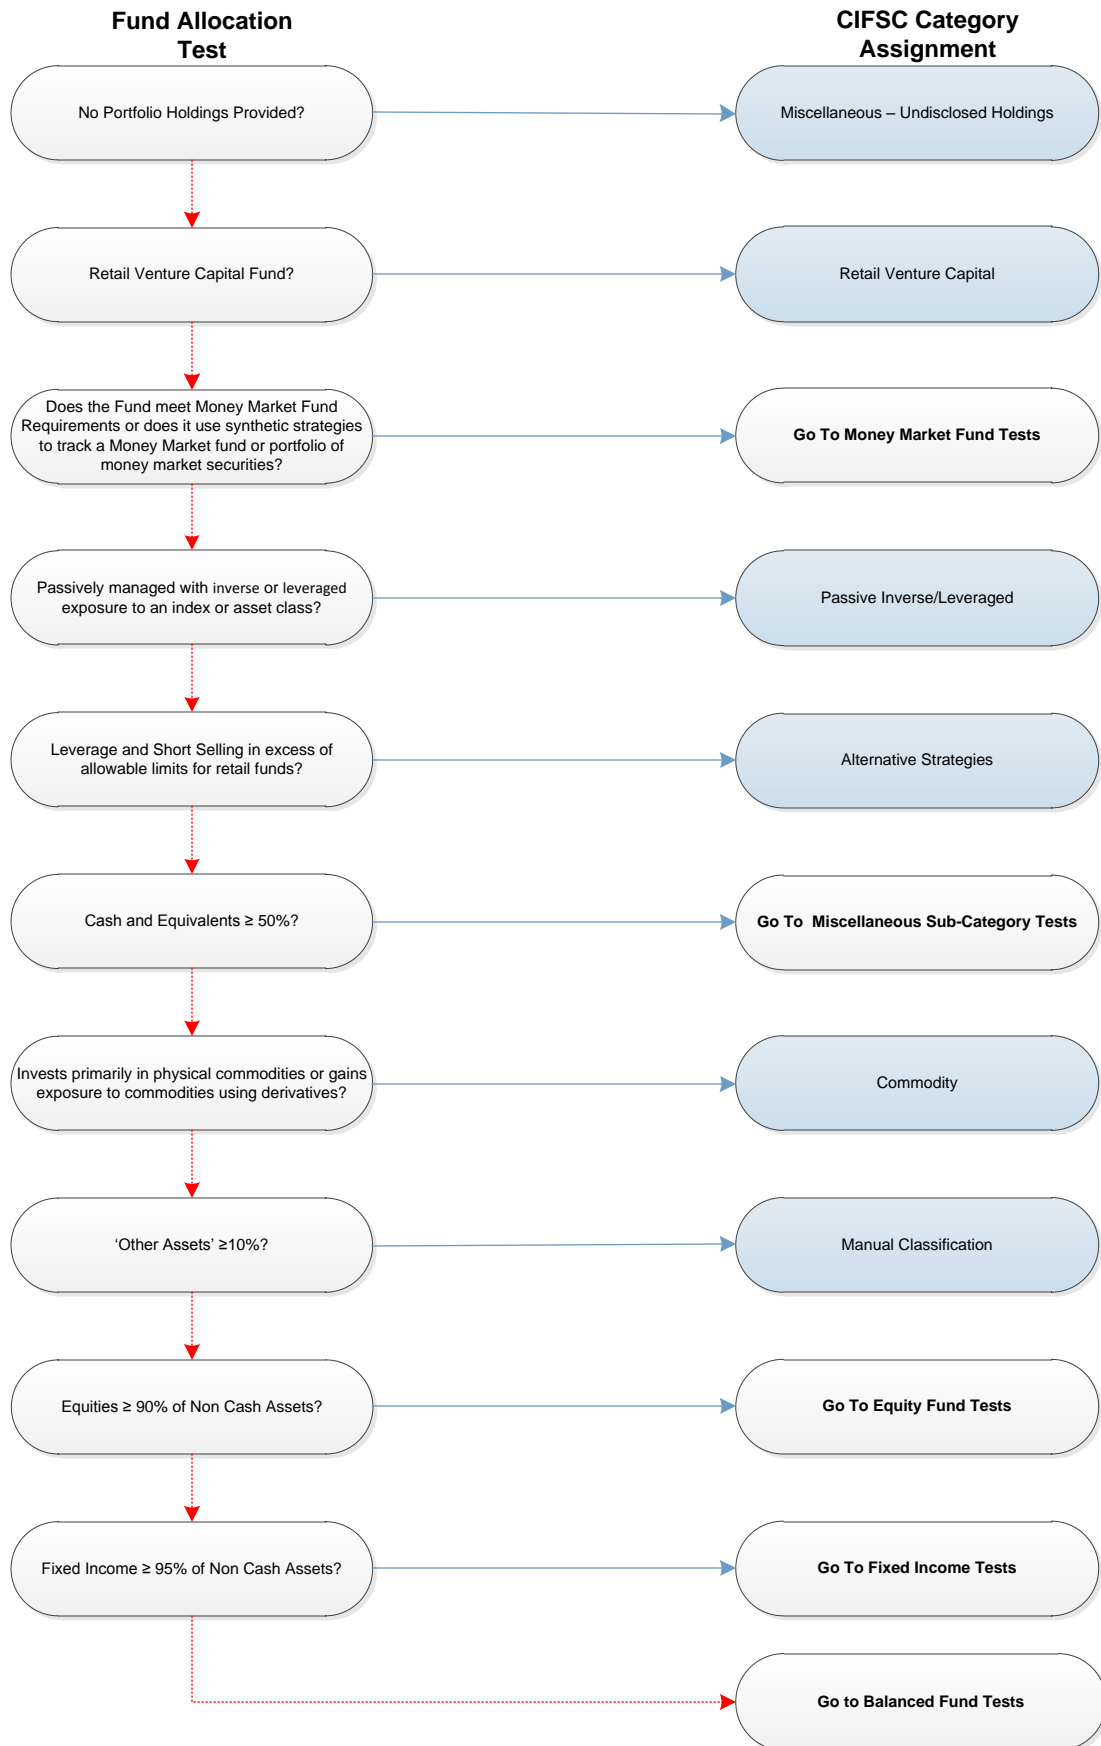 Fund Allocation
Test
CIFSC Category
Assignment
No Portfolio Holdings Provided?
Miscellaneous – Undisclosed Holdings
Retail Venture Capital Fund?
Retail Venture Capital
Does the Fund meet Money Market Fund
Requirements or does it use synthetic strategies
to track a Money Market fund or portfolio of
money market securities?
Go To Money Market Fund Tests
Passively managed with inverse or leveraged
exposure to an index or asset class?
Passive Inverse/Leveraged
Leverage and Short Selling in excess of
allowable limits for retail funds?
Alternative Strategies
Cash and Equivalents ≥ 50%?
Go To  Miscellaneous Sub-Category Tests
Invests primarily in physical commodities or gains
exposure to commodities using derivatives?
Commodity
‘Other Assets’ ≥10%?
Manual Classification
Equities ≥ 90% of Non Cash Assets?
Go To Equity Fund Tests
Fixed Income ≥ 95% of Non Cash Assets?
Go To Fixed Income Tests
Go to Balanced Fund Tests